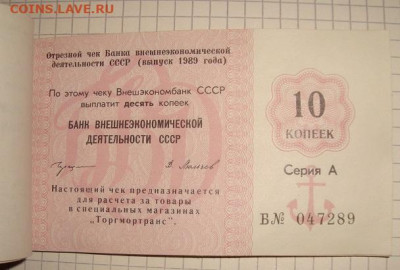 COINS.LAVE.RU
Отрезной чек Банка внешнеэкономической
деятельности СССР (выпуск 1989 года)
По этому чеку Внешэкономбанк СССР
выплатит десять копеек
БАНК ВНЕШНЕЭКОНОМИЧЕСКОЙ
ДЕЯТЕЛЬНОСТИ СССР
Настоящий чек предназначается
для расчета за товары
в специальных магазинах
„Торгмортранс".
10
КОПЕЕК
Серия А
В№ 047289